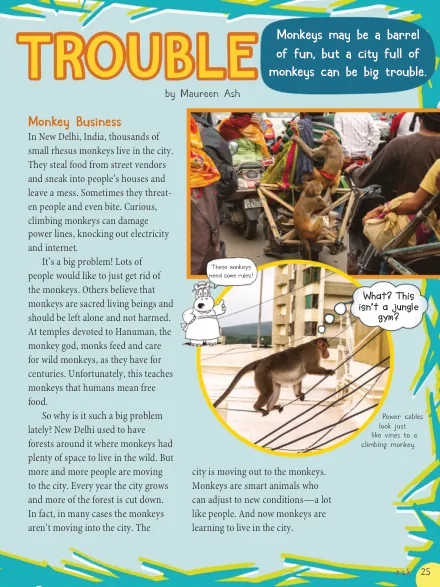 TROUBLE
Monkeys may be a barrel
of fun, but a city full of
monkeys can be big trouble.
by Maureen Ash
Monkey Business
In New Delhi, India, thousands of
small rhesus monkeys live in the city.
They steal food from street vendors
and sneak into people's houses and
leave a mess. Sometimes they threat-
en people and even bite. Curious,
climbing monkeys can damage
power lines, knocking out electricity
and internet.
It's a big problem! Lots of
people would like to just get rid of
the monkeys. Others believe that
monkeys are sacred living beings and
should be left alone and not harmed.
At temples devoted to Hanuman, the
monkey god, monks feed and care
for wild monkeys, as they have for
centuries. Unfortunately, this teaches
monkeys that humans mean free
food.
So why is it such a big problem
lately? New Delhi used to have
forests around it where monkeys had
plenty of space to live in the wild. But
more and more people are moving
to the city. Every year the city grows
and more of the forest is cut down.
In fact, in many cases the monkeys
aren't moving into the city. The
city is moving out to the monkeys.
Monkeys are smart animals who
can adjust to new conditions—a lot
like people. And now monkeys are
learning to live in the city.
These monkeys
need some rules!
What? This
isn't a jungle
gym?
Power cables
look just
like vines to a
climbing monkey.
ask 25